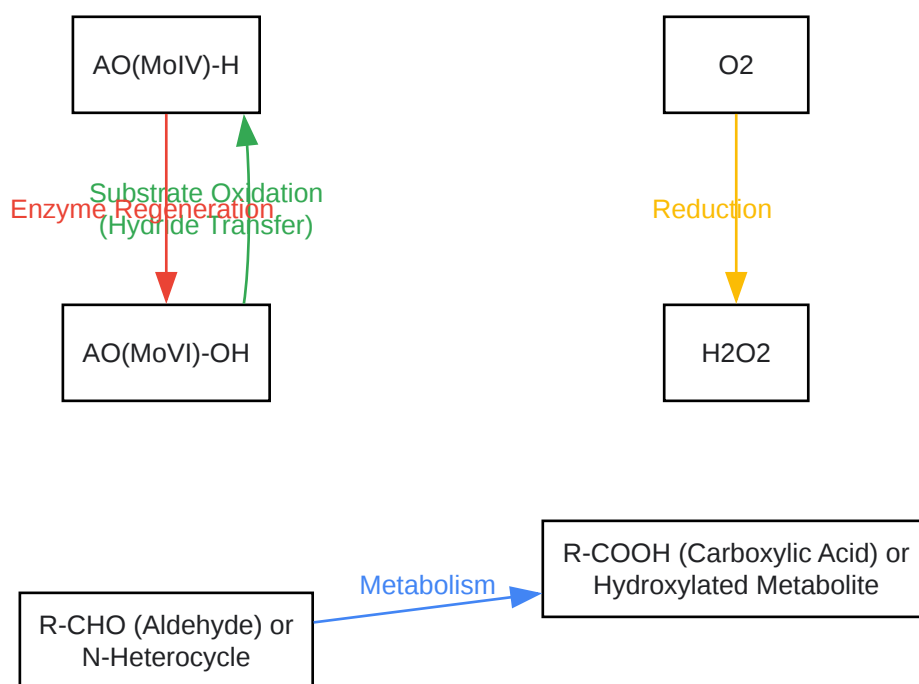 AO(MoIV)-H
O2
Substrate Oxidation
(Hydride Transfer)
Enzyme Regeneration
Reduction
AO(MoVI)-OH
H2O2
R-COOH (Carboxylic Acid) or
Hydroxylated Metabolite
Metabolism
R-CHO (Aldehyde) or
N-Heterocycle